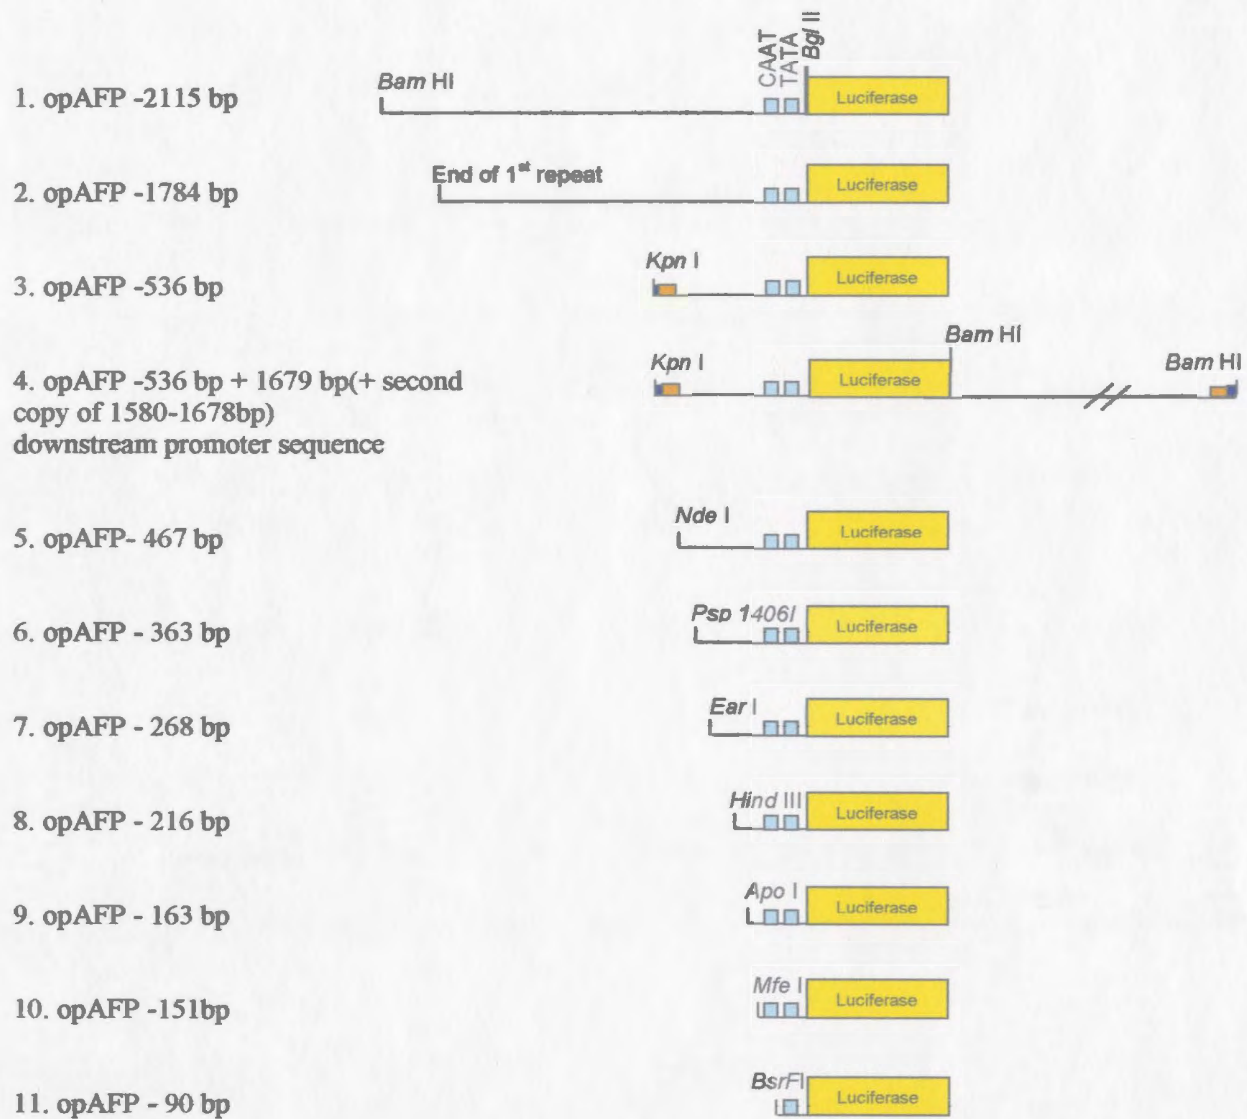 CAAT
TATA
Bgl II
1. opAFP -2115 bp
Bam HI
Luciferase
2. opAFP -1784 bp
End of 1st repeat
Luciferase
3. opAFP -536 bp
Kpn I
Luciferase
4. opAFP -536 bp + 1679 bp(+ second
copy of 1580-1678bp)
downstream promoter sequence
Kpn I
Luciferase
Bam HI
Bam HI
5. opAFP- 467 bp
Nde I
Luciferase
6. opAFP - 363 bp
Psp 1406I
Luciferase
7. opAFP - 268 bp
Ear I
Luciferase
8. opAFP - 216 bp
Hind III
Luciferase
9. opAFP - 163 bp
Apo I
Luciferase
10. opAFP -151bp
Mfe I
Luciferase
11. opAFP - 90 bp
BsrFI
Luciferase